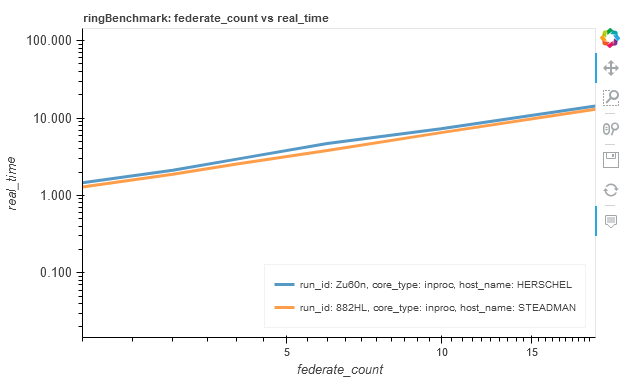 ringBenchmark: federate_count vs real_time
100.000
10.000
1.000
0.100
real_time
run_id: Zu60n, core_type: inproc, host_name: HERSCHEL
run_id: 882HL, core_type: inproc, host_name: STEADMAN
5
10
15
federate_count